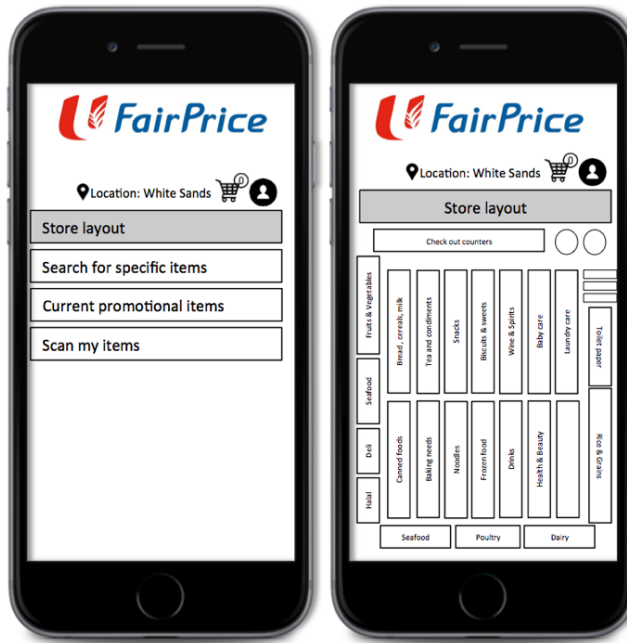 FairPrice
Location: White Sands
0
Store layout
Search for specific items
Current promotional items
Scan my items
FairPrice
Location: White Sands
0
Store layout
Check out counters
Fruits & Vegetables
Seafood
Deli
Halal
Bread , cereals, milk
Tea and condiments
Snacks
Biscuits & sweets
Wine & Spirits
Baby care
Laundry care
Toilet paper
Canned foods
Baking needs
Noodles
Frozen food
Drinks
Health & Beauty
Rice & Grains
Seafood
Poultry
Dairy